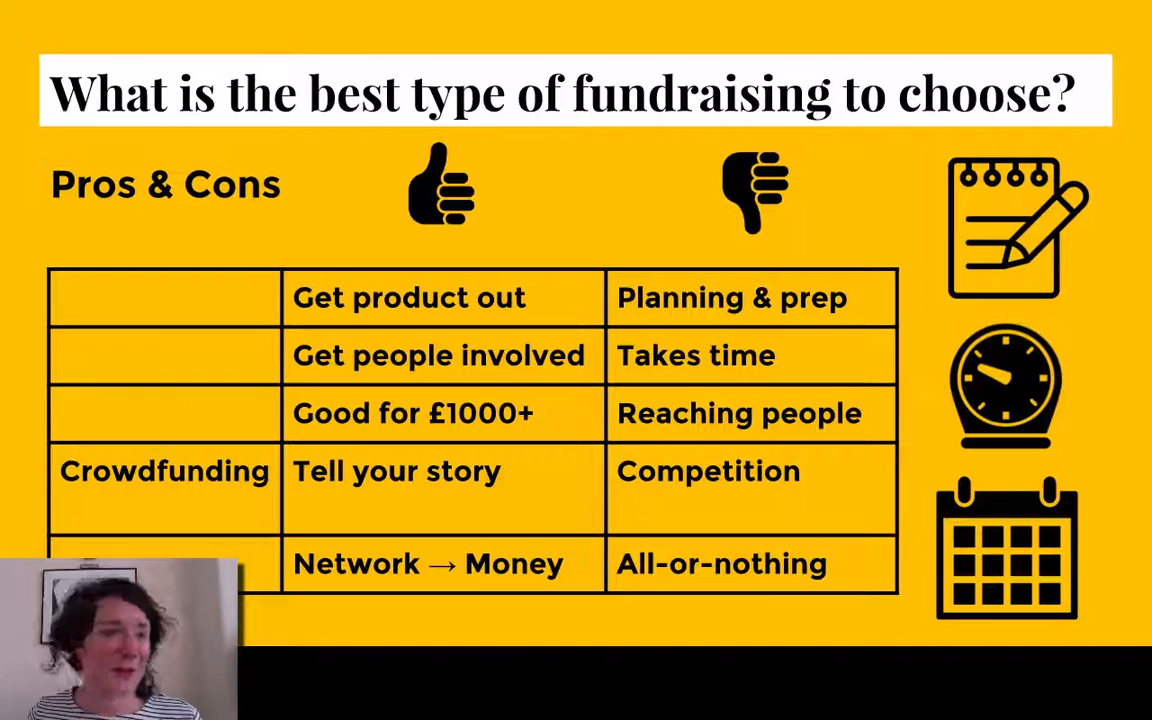 What is the best type of fundraising to choose?
Pros & Cons
Get product out Planning & prep
Get people involved Takes time
Good for £1000+ Reaching people
Crowdfunding Tell your story Competition
Network → Money All-or-nothing